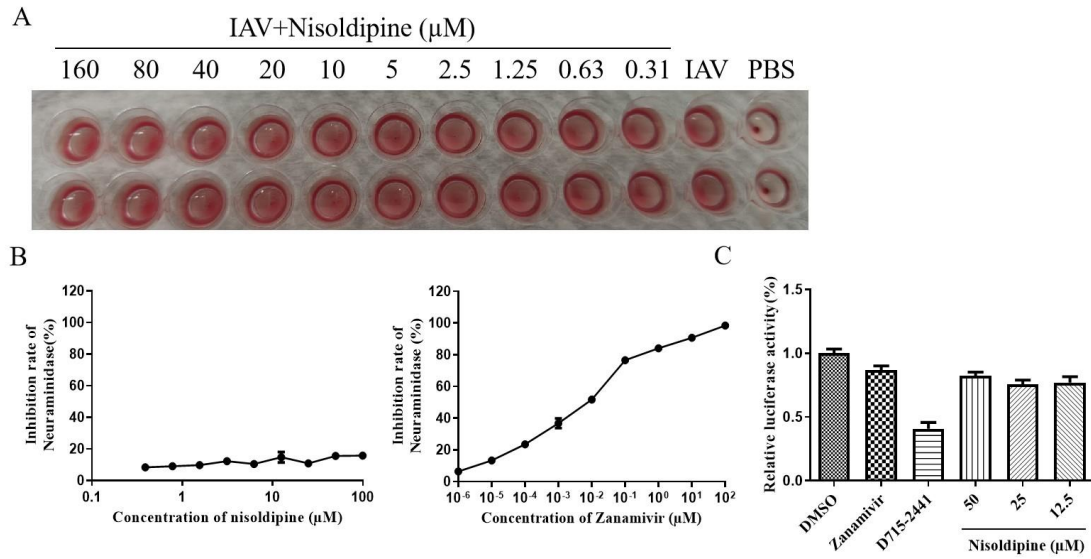 A
IAV+Nisoldipine (µM)
160 80 40 20 10 5 2.5 1.25 0.63 0.31 IAV PBS
B
Inhibition rate of
Neuraminidase(%)
120
100
80
60
40
20
0
0.1 1 10 100
Concentration of nisoldipine (µM)
Inhibition rate of
Neuraminidase (%)
120
100
80
60
40
20
0
10⁻⁶ 10⁻⁵ 10⁻⁴ 10⁻³ 10⁻² 10⁻¹ 10⁰ 10¹ 10²
Concentration of Zanamivir (µM)
C
Relative luciferase activity(%)
1.5
1.0
0.5
0.0
DMSO
Zanamivir
D715-2441
50
25
12.5
Nisoldipine (µM)